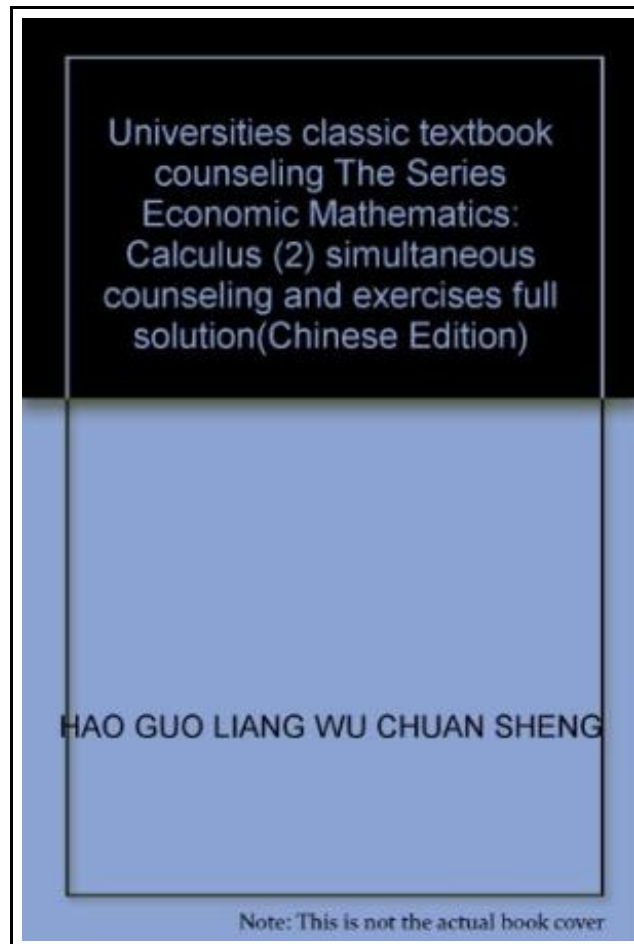 Universities classic textbook
counseling The Series
Economic Mathematics:
Calculus (2) simultaneous
counseling and exercises full
solution(Chinese Edition)
HAO GUO LIANG WU CHUAN SHENG
Note: This is not the actual book cover